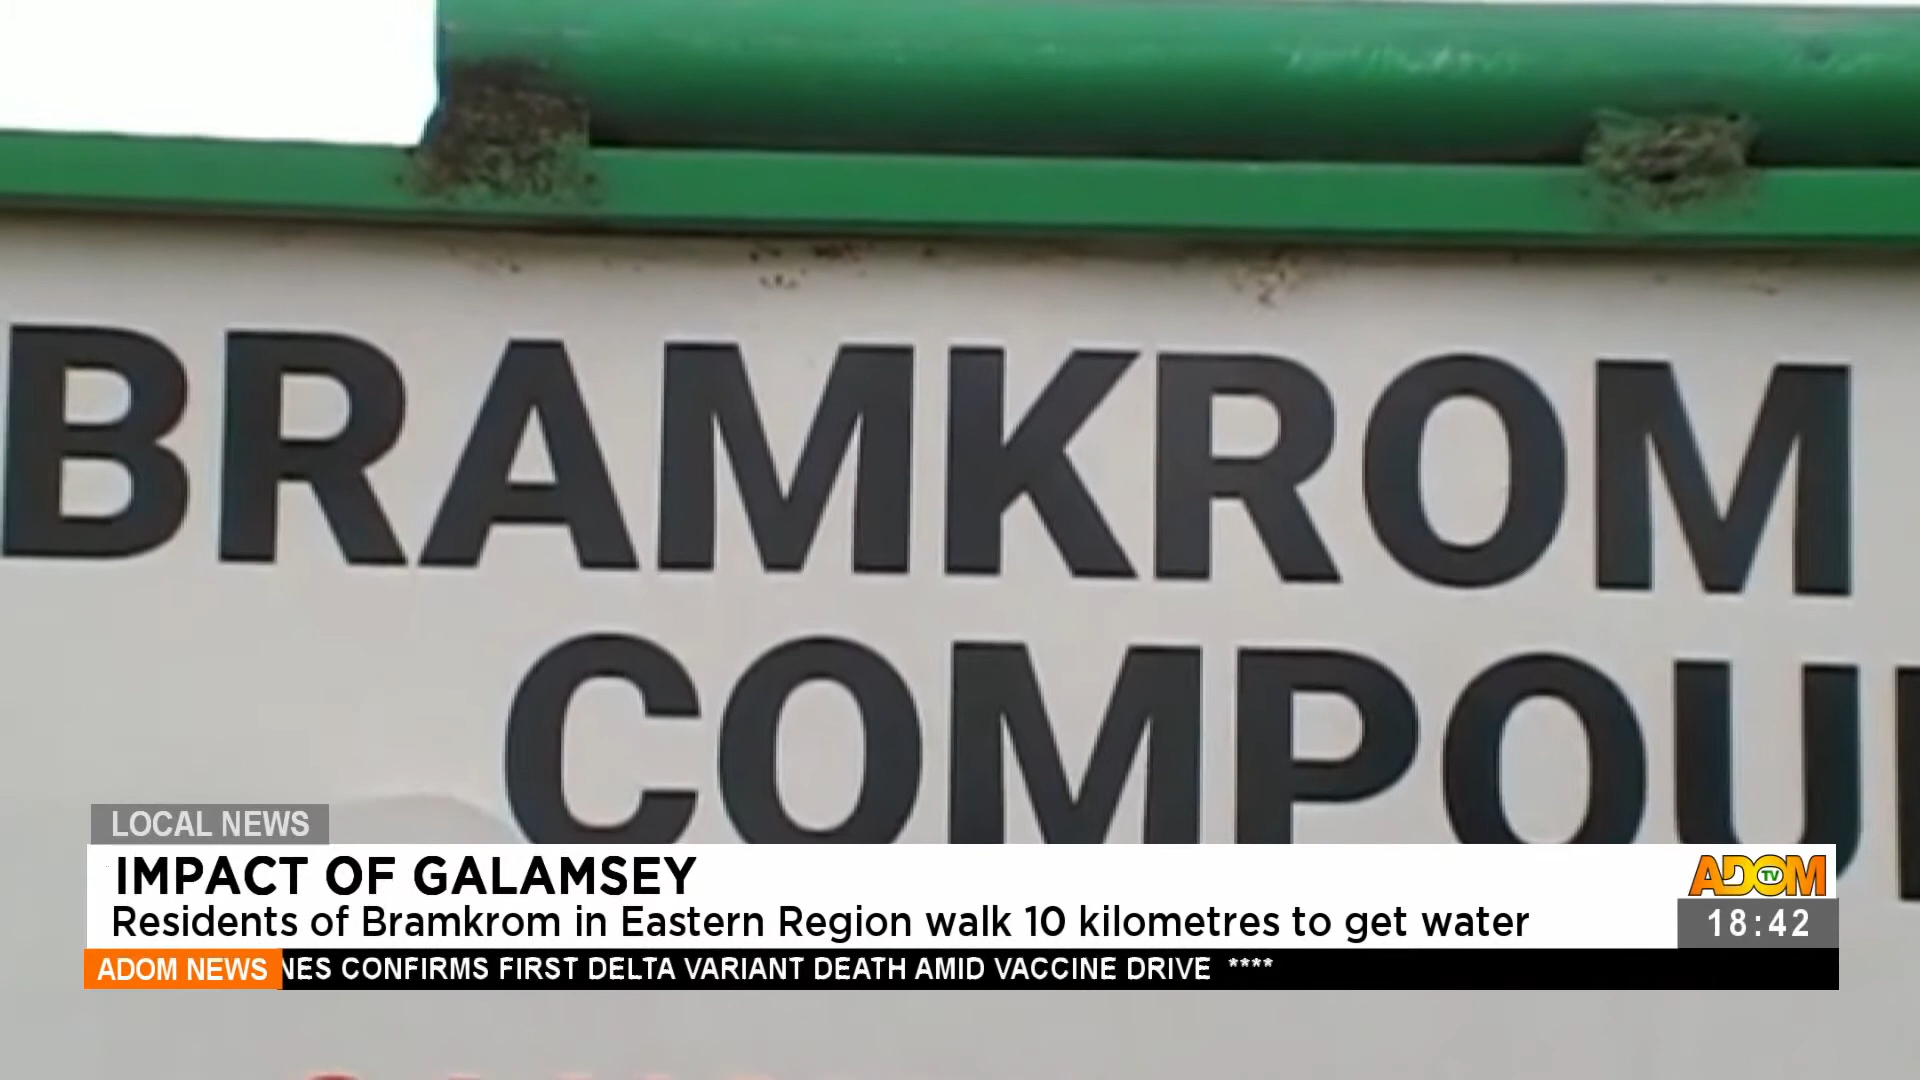 BRAMKROM
COMPOU
LOCAL NEWS
IMPACT OF GALAMSEY
Residents of Bramkrom in Eastern Region walk 10 kilometres to get water
ADOM TV
18:42
ADOM NEWS
NES CONFIRMS FIRST DELTA VARIANT DEATH AMID VACCINE DRIVE ****